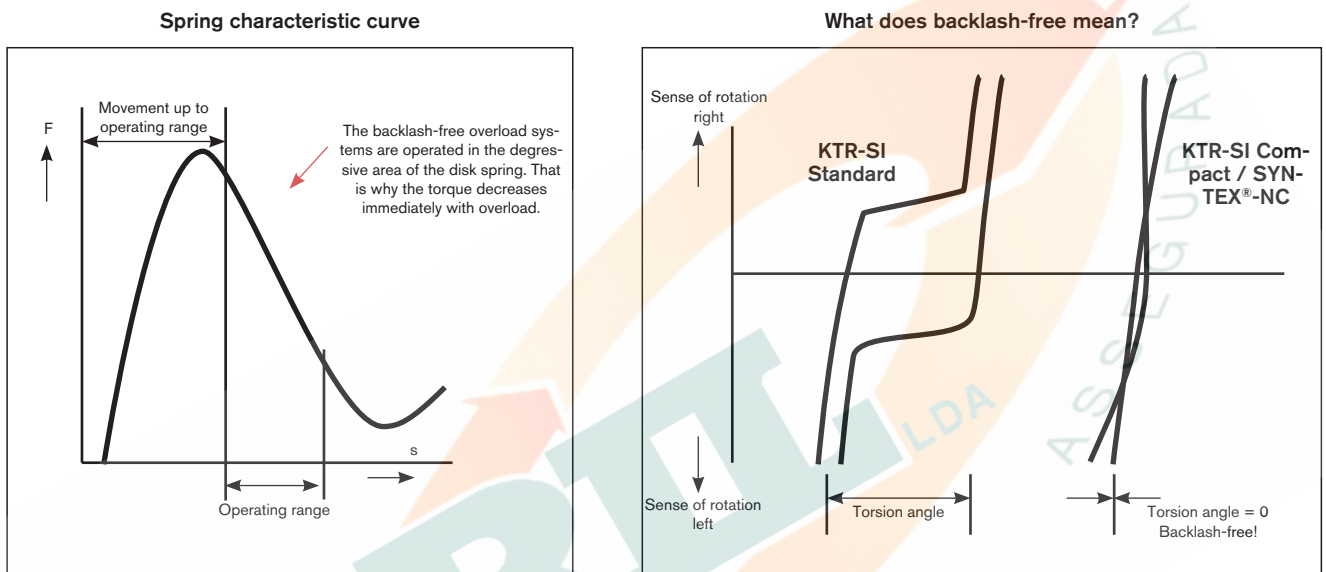 Spring characteristic curve
F
Movement up to
operating range
The backlash-free overload sys-
tems are operated in the degres-
sive area of the disk spring. That
is why the torque decreases
immediately with overload.
s
Operating range
What does backlash-free mean?
Sense of rotation
right
KTR-SI
Standard
KTR-SI Com-
pact / SYN-
TEX®-NC
Sense of rotation
left
Torsion angle
Torsion angle = 0
Backlash-free!
LDA
ASSEGURADA